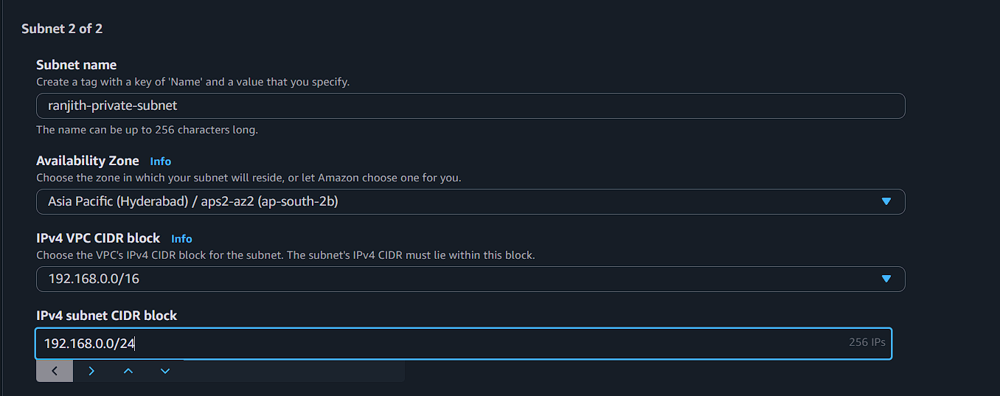 Subnet 2 of 2
Subnet name
Create a tag with a key of 'Name' and a value that you specify.
ranjith-private-subnet
The name can be up to 256 characters long.
Availability Zone Info
Choose the zone in which your subnet will reside, or let Amazon choose one for you.
Asia Pacific (Hyderabad) / aps2-az2 (ap-south-2b)
IPv4 VPC CIDR block Info
Choose the VPC's IPv4 CIDR block for the subnet. The subnet's IPv4 CIDR must lie within this block.
192.168.0.0/16
IPv4 subnet CIDR block
192.168.0.0/24 256 IPs